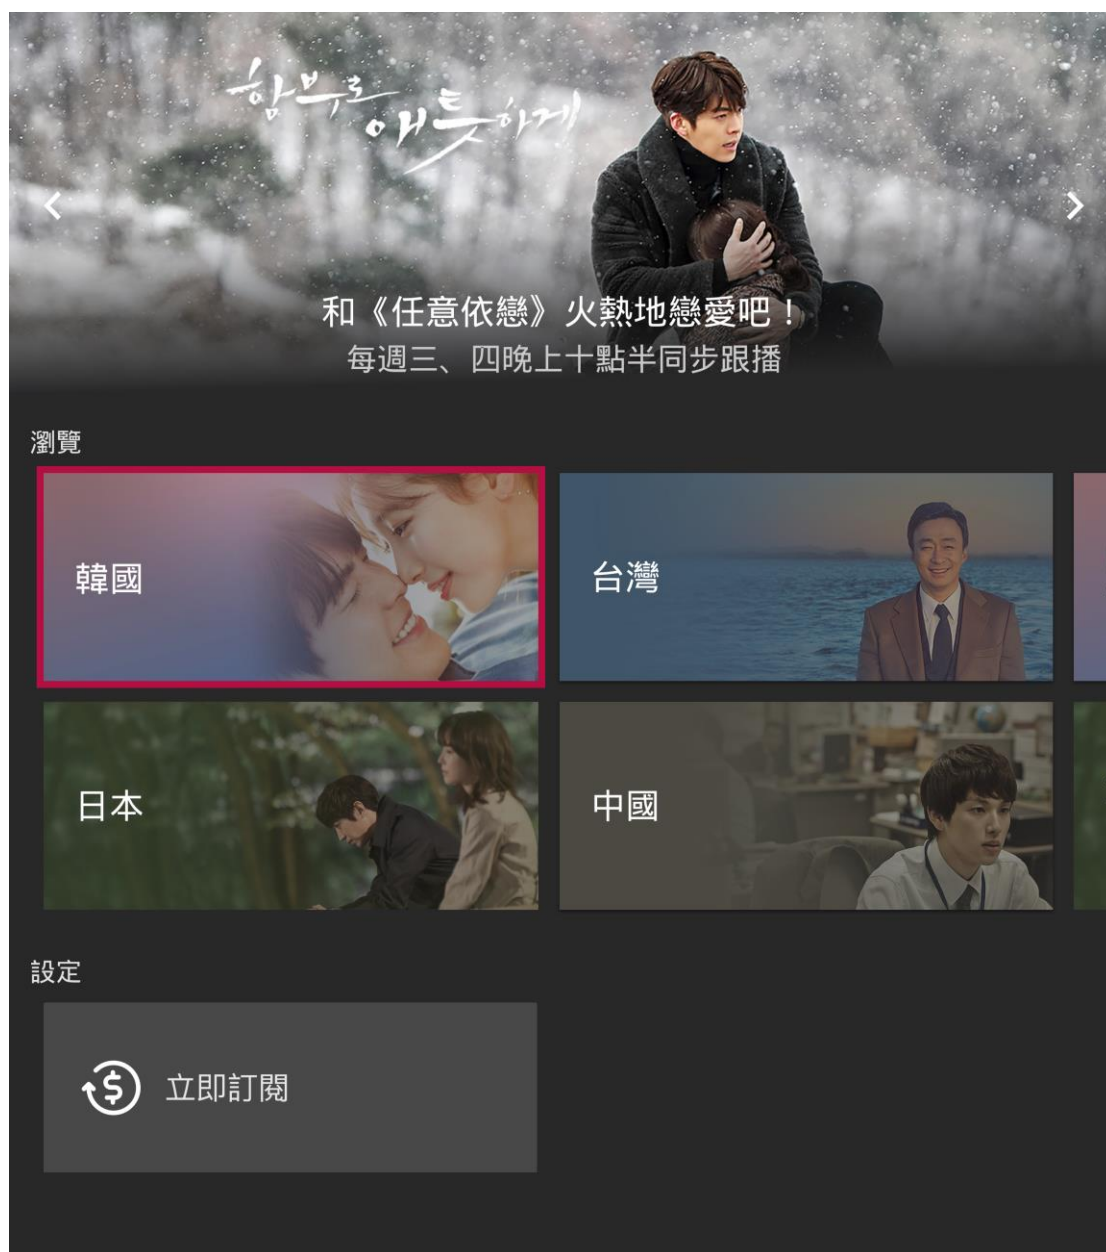 함부로
애틋하게
和《任意依戀》火熱地戀愛吧！
每週三、四晚上十點半同步跟播
瀏覽
韓國
台灣
日本
中國
設定
$ 立即訂閱